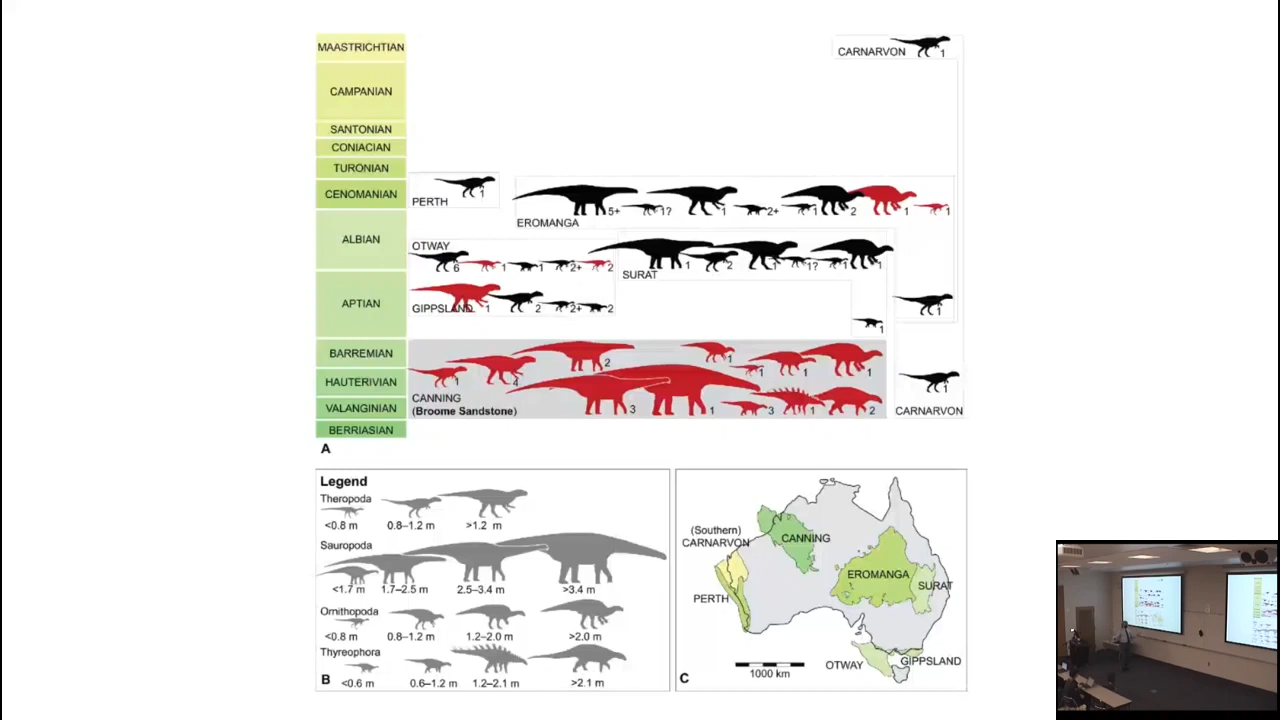 MAASTRICHTIAN
CARNARVON 1
CAMPANIAN
SANTONIAN
CONIACIAN
TURONIAN
CENOMANIAN
PERTH 1
5+ 1? 1 2+ 1 2 1 1
EROMANGA
ALBIAN
OTWAY
6 1 1 2+ 2
SURAT 1 2 1 1? 1 1
APTIAN
GIPPSLAND 1 2 2+ 2
1
1
BARREMIAN
2 1 1 1 1
HAUTERIVIAN
1 4
1
CANNING
(Broome Sandstone)
3 1 3 1 2
CARNARVON
VALANGINIAN
BERRIASIAN
A
Legend
Theropoda
<0.8 m 0.8–1.2 m >1.2 m
Sauropoda
<1.7 m 1.7–2.5 m 2.5–3.4 m >3.4 m
Ornithopoda
<0.8 m 0.8–1.2 m 1.2–2.0 m >2.0 m
Thyreophora
<0.6 m 0.6–1.2 m 1.2–2.1 m >2.1 m
B
(Southern)
CARNARVON
CANNING
EROMANGA
SURAT
PERTH
OTWAY
GIPPSLAND
1000 km
C